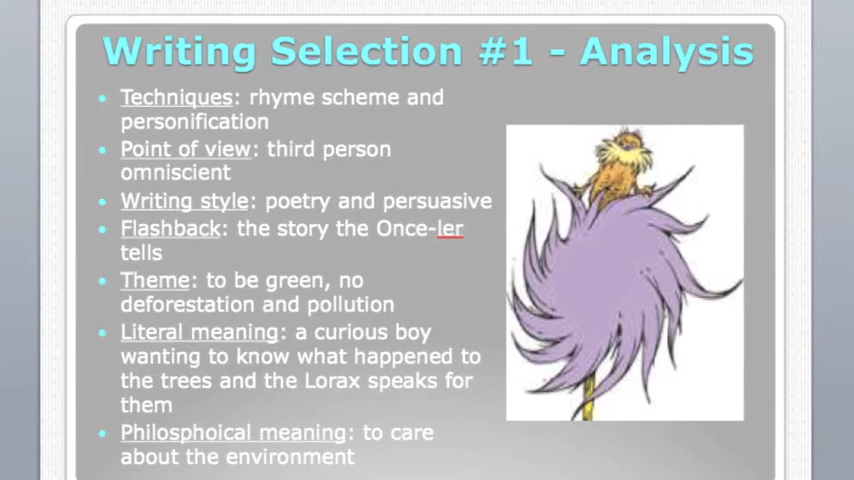 Writing Selection #1 - Analysis
Techniques: rhyme scheme and
personification
Point of view: third person
omniscient
Writing style: poetry and persuasive
Flashback: the story the Once-ler
tells
Theme: to be green, no
deforestation and pollution
Literal meaning: a curious boy
wanting to know what happened to
the trees and the Lorax speaks for
them
Philosphoical meaning: to care
about the environment